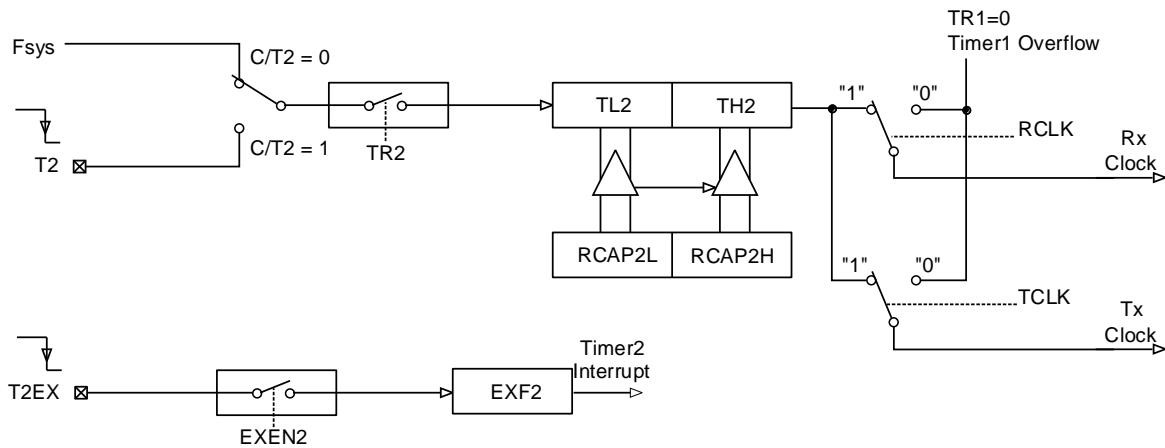 TR1=0
Timer1 Overflow
Fsys
C/T2 = 0
"1"
"0"
TL2
TH2
RCLK
Rx
Clock
T2
C/T2 = 1
TR2
RCAP2L
RCAP2H
"1"
"0"
TCLK
Tx
Clock
Timer2
Interrupt
T2EX
EXF2
EXEN2